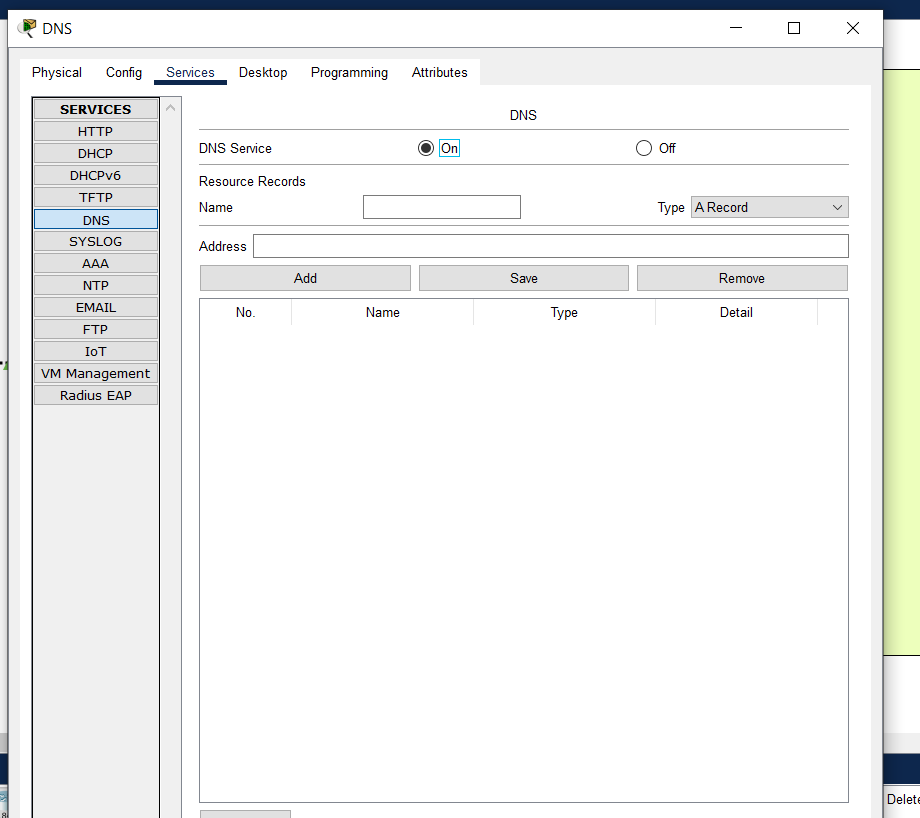 DNS
Physical Config Services Desktop Programming Attributes
SERVICES
HTTP
DHCP
DHCPv6
TFTP
DNS
SYSLOG
AAA
NTP
EMAIL
FTP
IoT
VM Management
Radius EAP
DNS
DNS Service On Off
Resource Records
Name Type A Record
Address
Add Save Remove
No. Name Type Detail
Delete